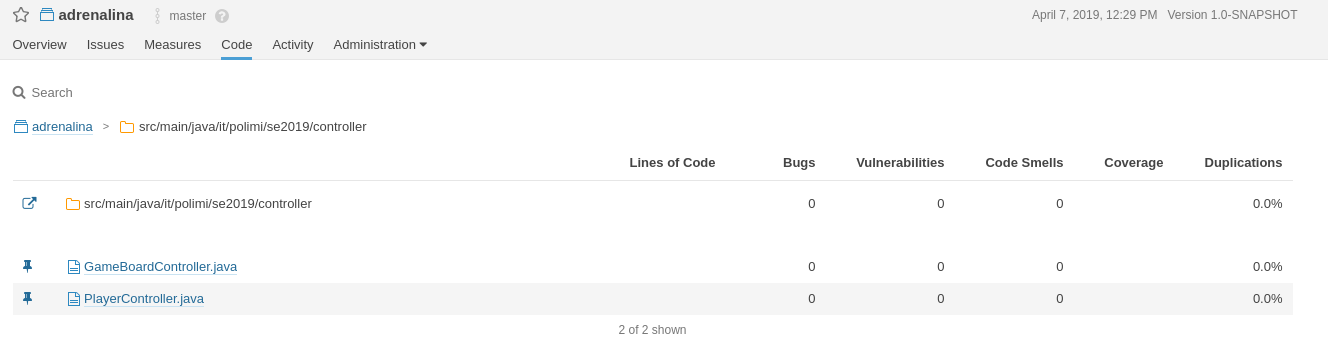 adrenalina master ? April 7, 2019, 12:29 PM Version 1.0-SNAPSHOT
Overview Issues Measures Code Activity Administration
Search
adrenalina > src/main/java/it/polimi/se2019/controller
Lines of Code Bugs Vulnerabilities Code Smells Coverage Duplications
src/main/java/it/polimi/se2019/controller 0 0 0 0.0%
GameBoardController.java 0 0 0 0.0%
PlayerController.java 0 0 0 0.0%
2 of 2 shown